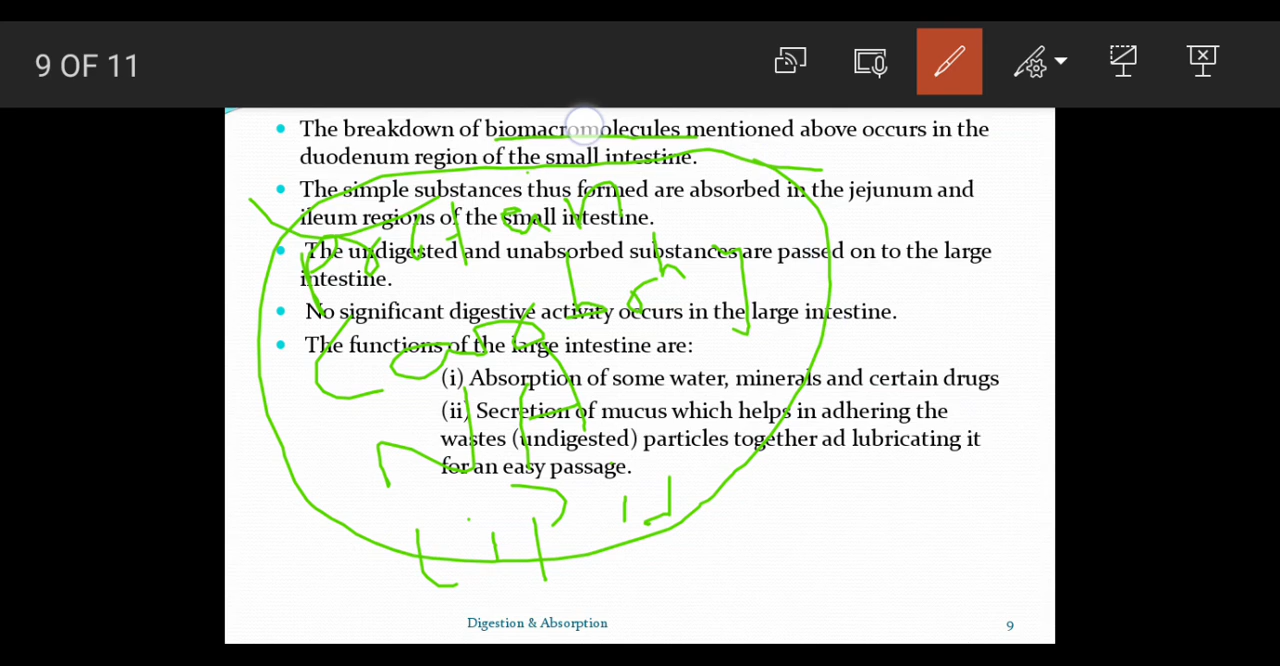 9 OF 11
• The breakdown of biomacromolecules mentioned above occurs in the
duodenum region of the small intestine.
• The simple substances thus formed are absorbed in the jejunum and
ileum regions of the small intestine.
• The undigested and unabsorbed substances are passed on to the large
intestine.
• No significant digestive activity occurs in the large intestine.
• The functions of the large intestine are:
(i) Absorption of some water, minerals and certain drugs
(ii) Secretion of mucus which helps in adhering the
wastes (undigested) particles together ad lubricating it
for an easy passage.
NA
Lipid
Digestion & Absorption
9